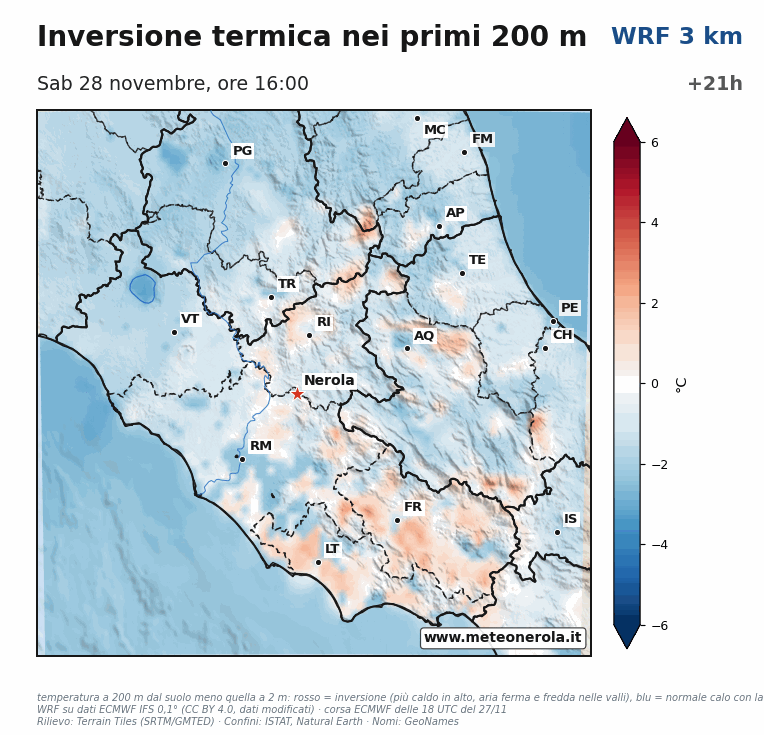 Inversione termica nei primi 200 m WRF 3 km
Sab 28 novembre, ore 16:00 +21h
MC
FM
PG
AP
TE
TR
PE
VT
RI
AQ
CH
Nerola
RM
FR
IS
LT
6
4
2
0
−2
−4
−6
°C
www.meteonerola.it
temperatura a 200 m dal suolo meno quella a 2 m: rosso = inversione (più caldo in alto, aria ferma e fredda nelle valli), blu = normale calo con la
WRF su dati ECMWF IFS 0,1° (CC BY 4.0, dati modificati) · corsa ECMWF delle 18 UTC del 27/11
Rilievo: Terrain Tiles (SRTM/GMTED) · Confini: ISTAT, Natural Earth · Nomi: GeoNames